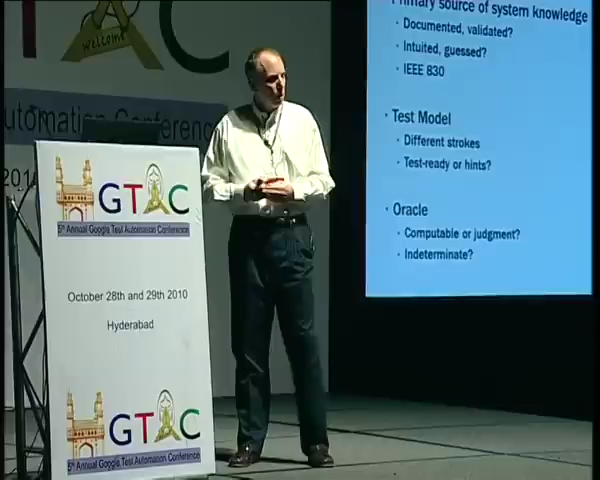 Welcome
utomation Conference
201
GTAC
5th Annual Google Test Automation Conference
October 28th and 29th 2010
Hyderabad
GTAC
5th Annual Google Test Automation Conference
Primary source of system knowledge
• Documented, validated?
• Intuited, guessed?
• IEEE 830
• Test Model
• Different strokes
• Test-ready or hints?
• Oracle
• Computable or judgment?
• Indeterminate?